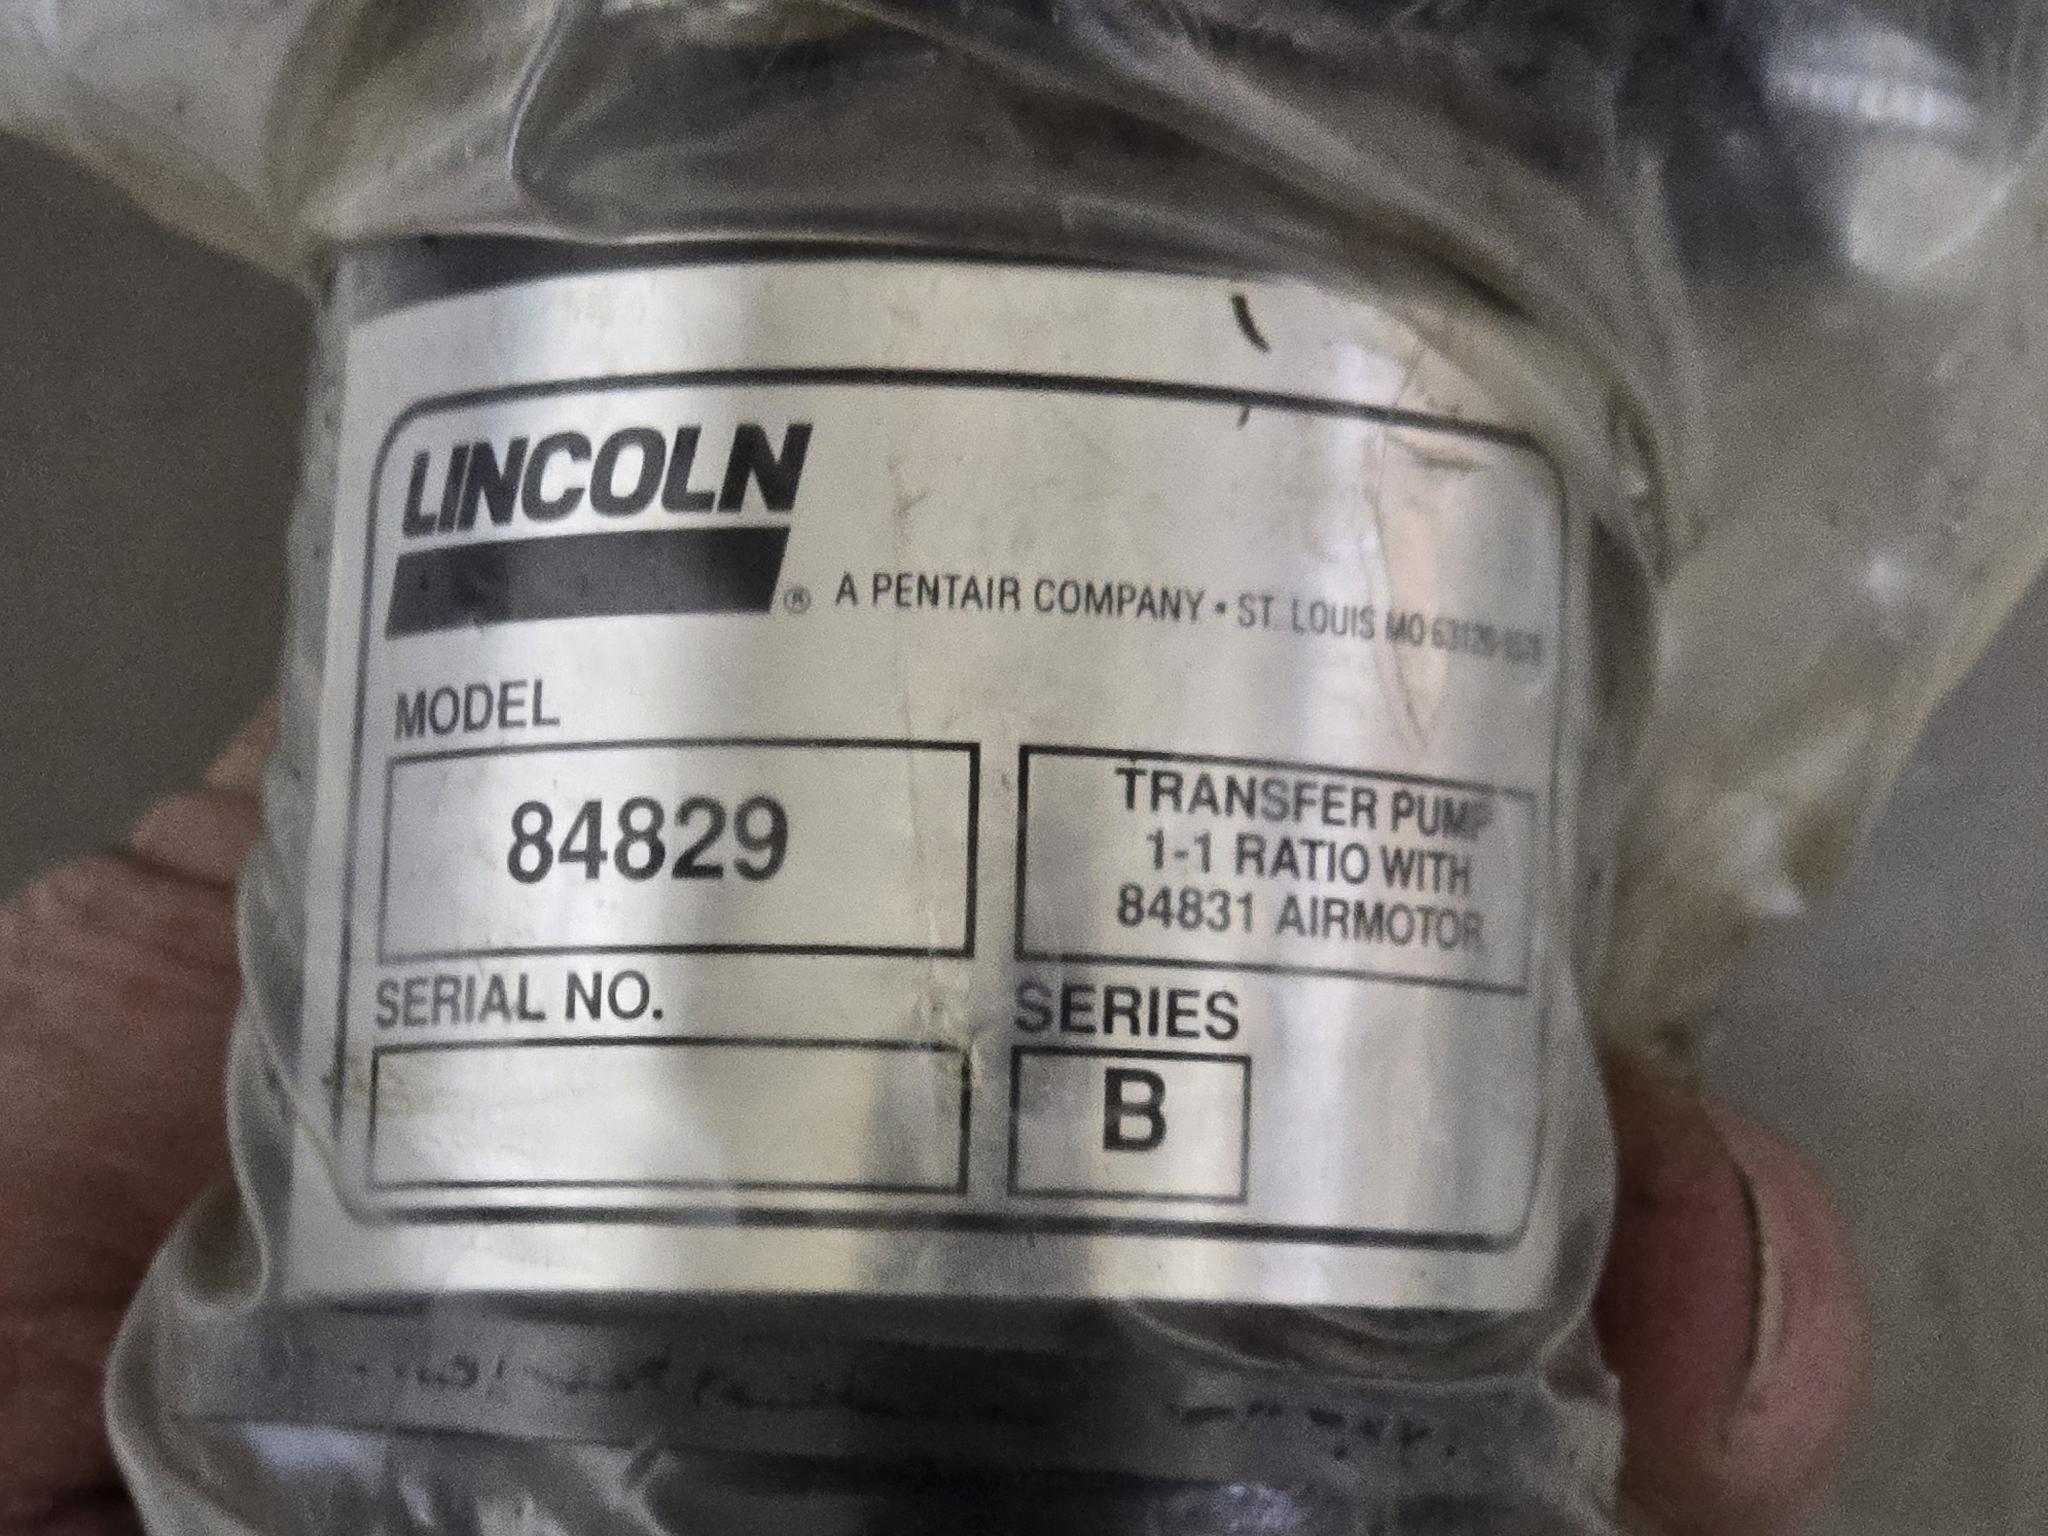 LINCOLN
® A PENTAIR COMPANY • ST. LOUIS MO
MODEL
84829
TRANSFER PUMP
1-1 RATIO WITH
84831 AIRMOTOR
SERIAL NO.
SERIES
B